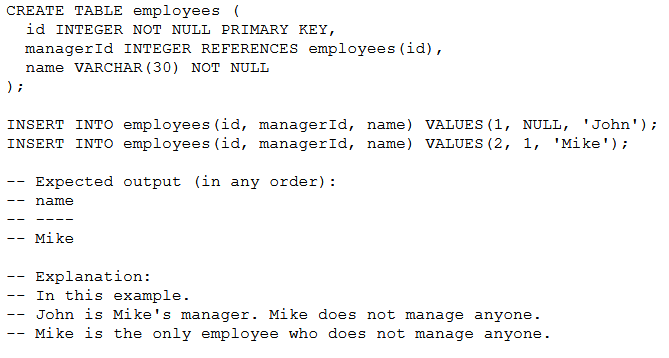 CREATE TABLE employees (
  id INTEGER NOT NULL PRIMARY KEY,
  managerId INTEGER REFERENCES employees(id),
  name VARCHAR(30) NOT NULL
);

INSERT INTO employees(id, managerId, name) VALUES(1, NULL, 'John');
INSERT INTO employees(id, managerId, name) VALUES(2, 1, 'Mike');

-- Expected output (in any order):
-- name
-- ----
-- Mike

-- Explanation:
-- In this example.
-- John is Mike's manager. Mike does not manage anyone.
-- Mike is the only employee who does not manage anyone.